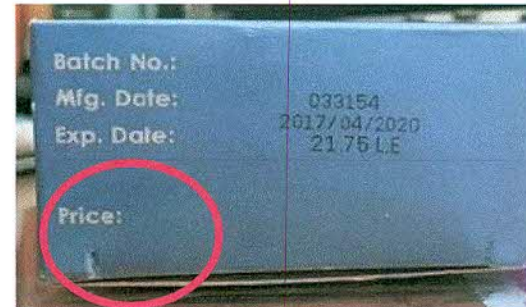 Batch No.:
Mfg. Date: 033154
Exp. Date: 2017/04/2020
21.75 L.E
Price: